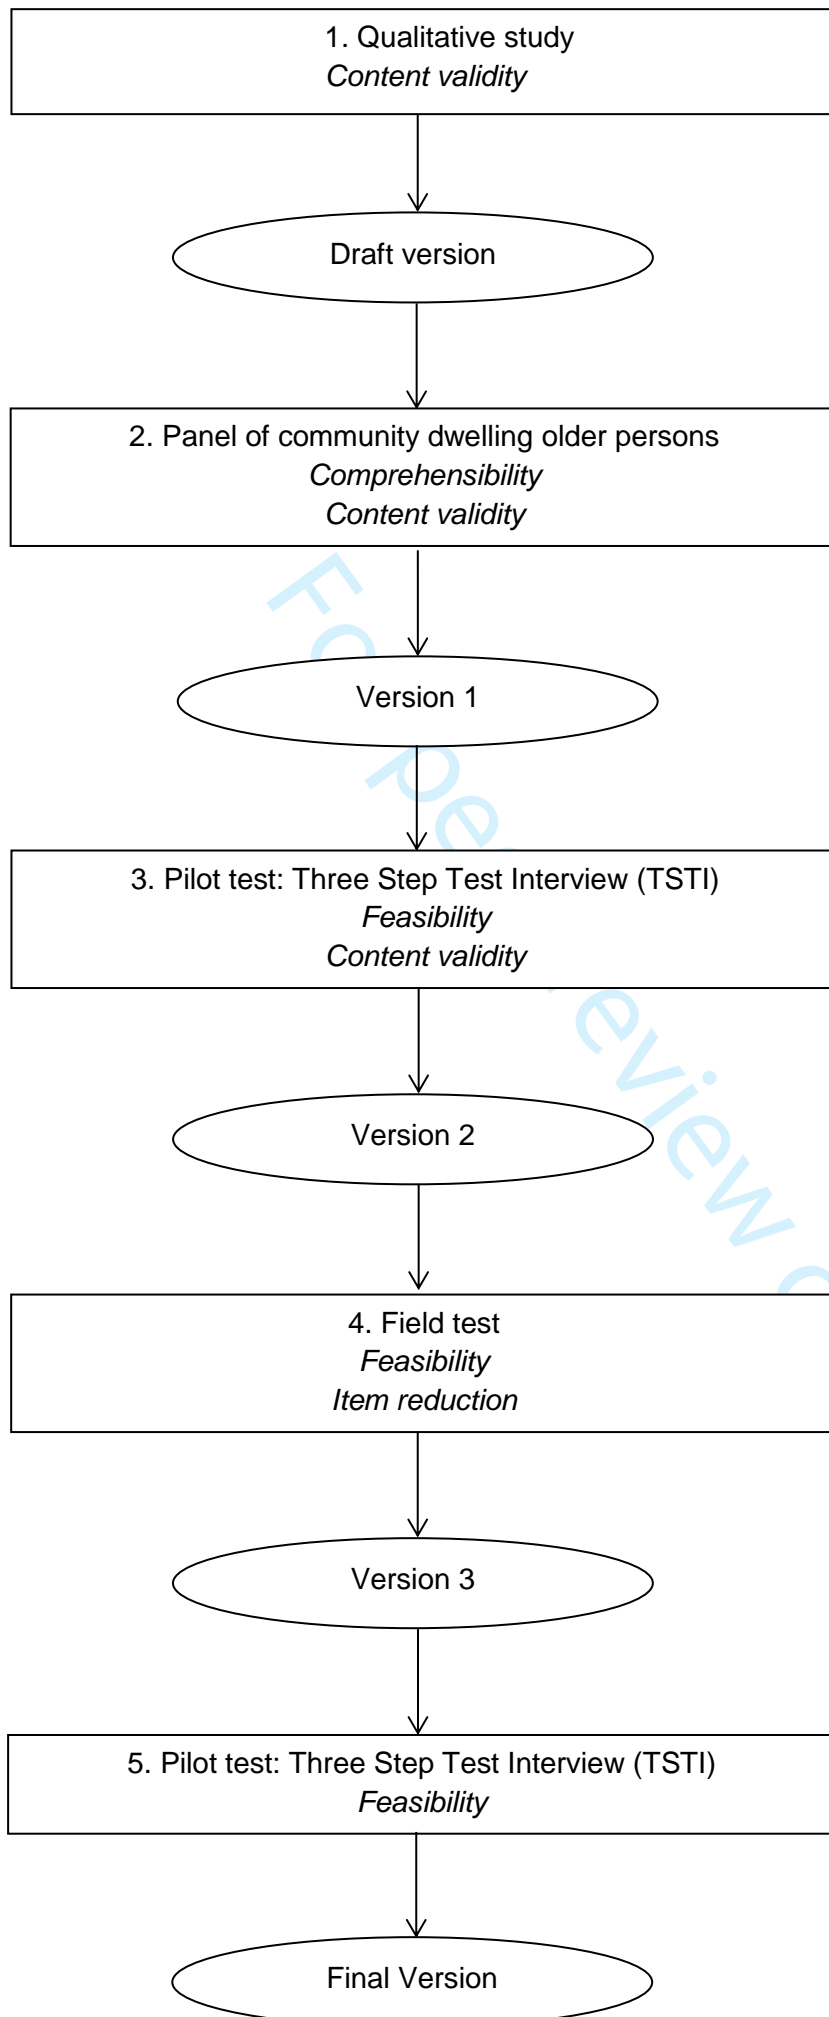 1. Qualitative study
Content validity
Draft version
2. Panel of community dwelling older persons
Comprehensibility
Content validity
Version 1
3. Pilot test: Three Step Test Interview (TSTI)
Feasibility
Content validity
Version 2
4. Field test
Feasibility
Item reduction
Version 3
5. Pilot test: Three Step Test Interview (TSTI)
Feasibility
Final Version